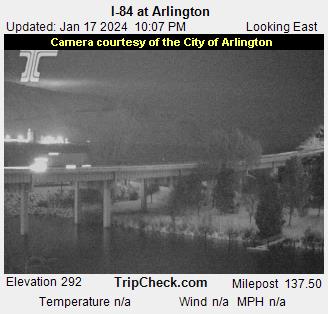 I-84 at Arlington
Updated: Jan 17 2024 10:07 PM Looking East
Camera courtesy of the City of Arlington
Elevation 292 TripCheck.com Milepost 137.50
Temperature n/a Wind n/a MPH n/a